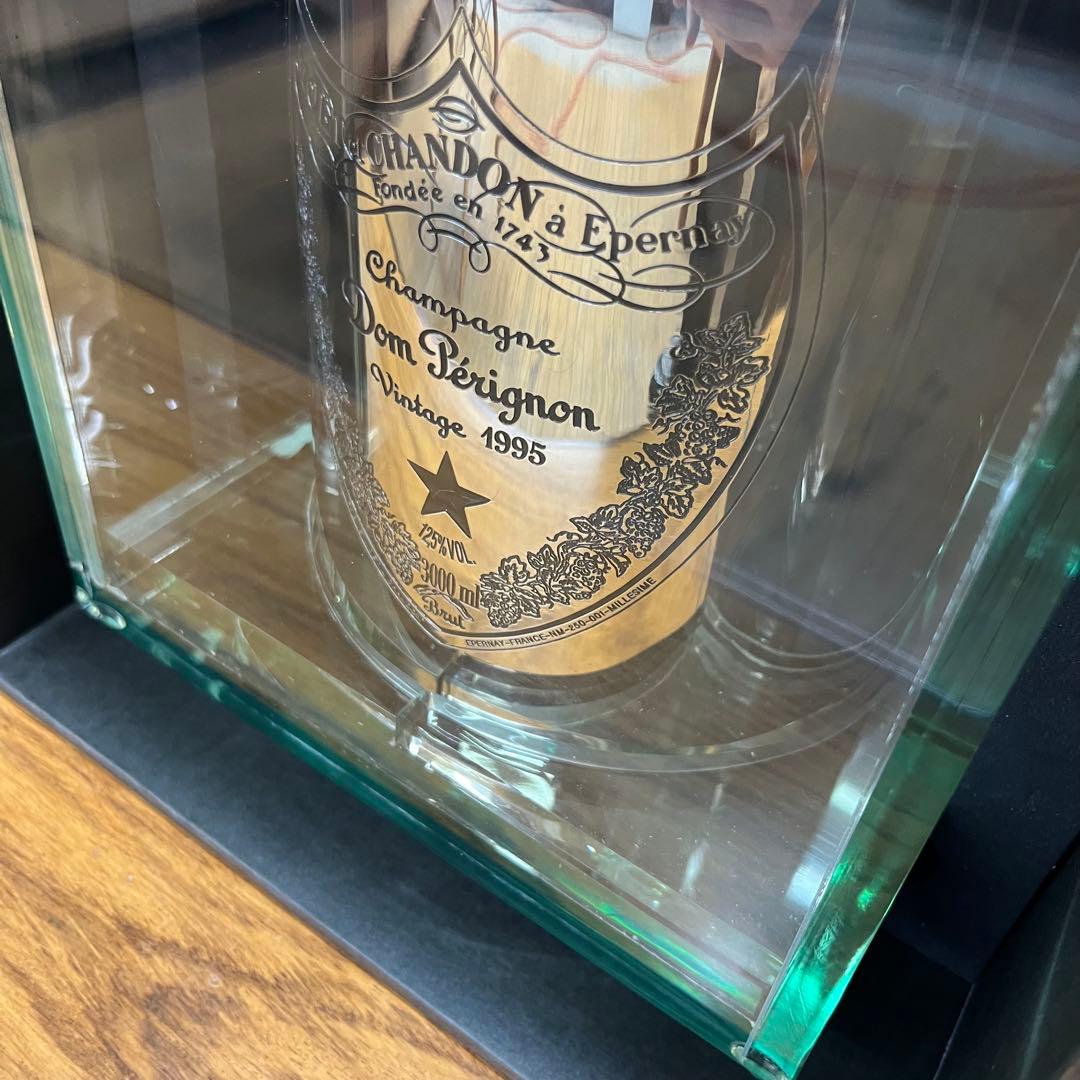 CHANDON à Epernay
Fondée en 1743
Champagne
Dom Pérignon
Vintage 1995
12,5%VOL.
3000 ml
Brut
EPERNAY-FRANCE-NM-260-001-MILLESIME